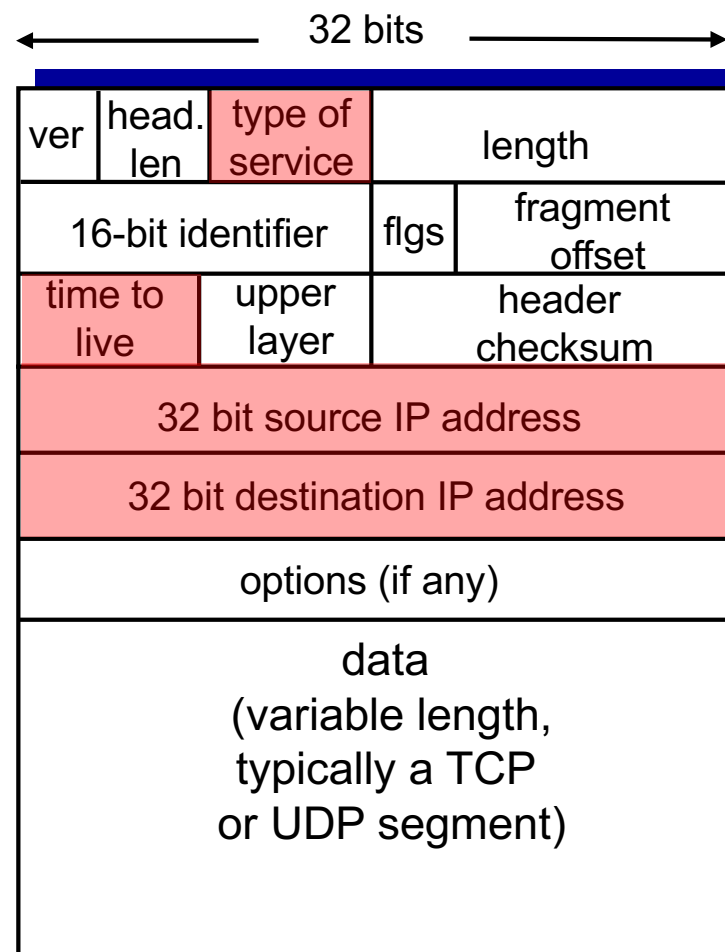 32 bits
ver
head.
len
type of
service
length
16-bit identifier
flgs
fragment
offset
time to
live
upper
layer
header
checksum
32 bit source IP address
32 bit destination IP address
options (if any)
data
(variable length,
typically a TCP
or UDP segment)